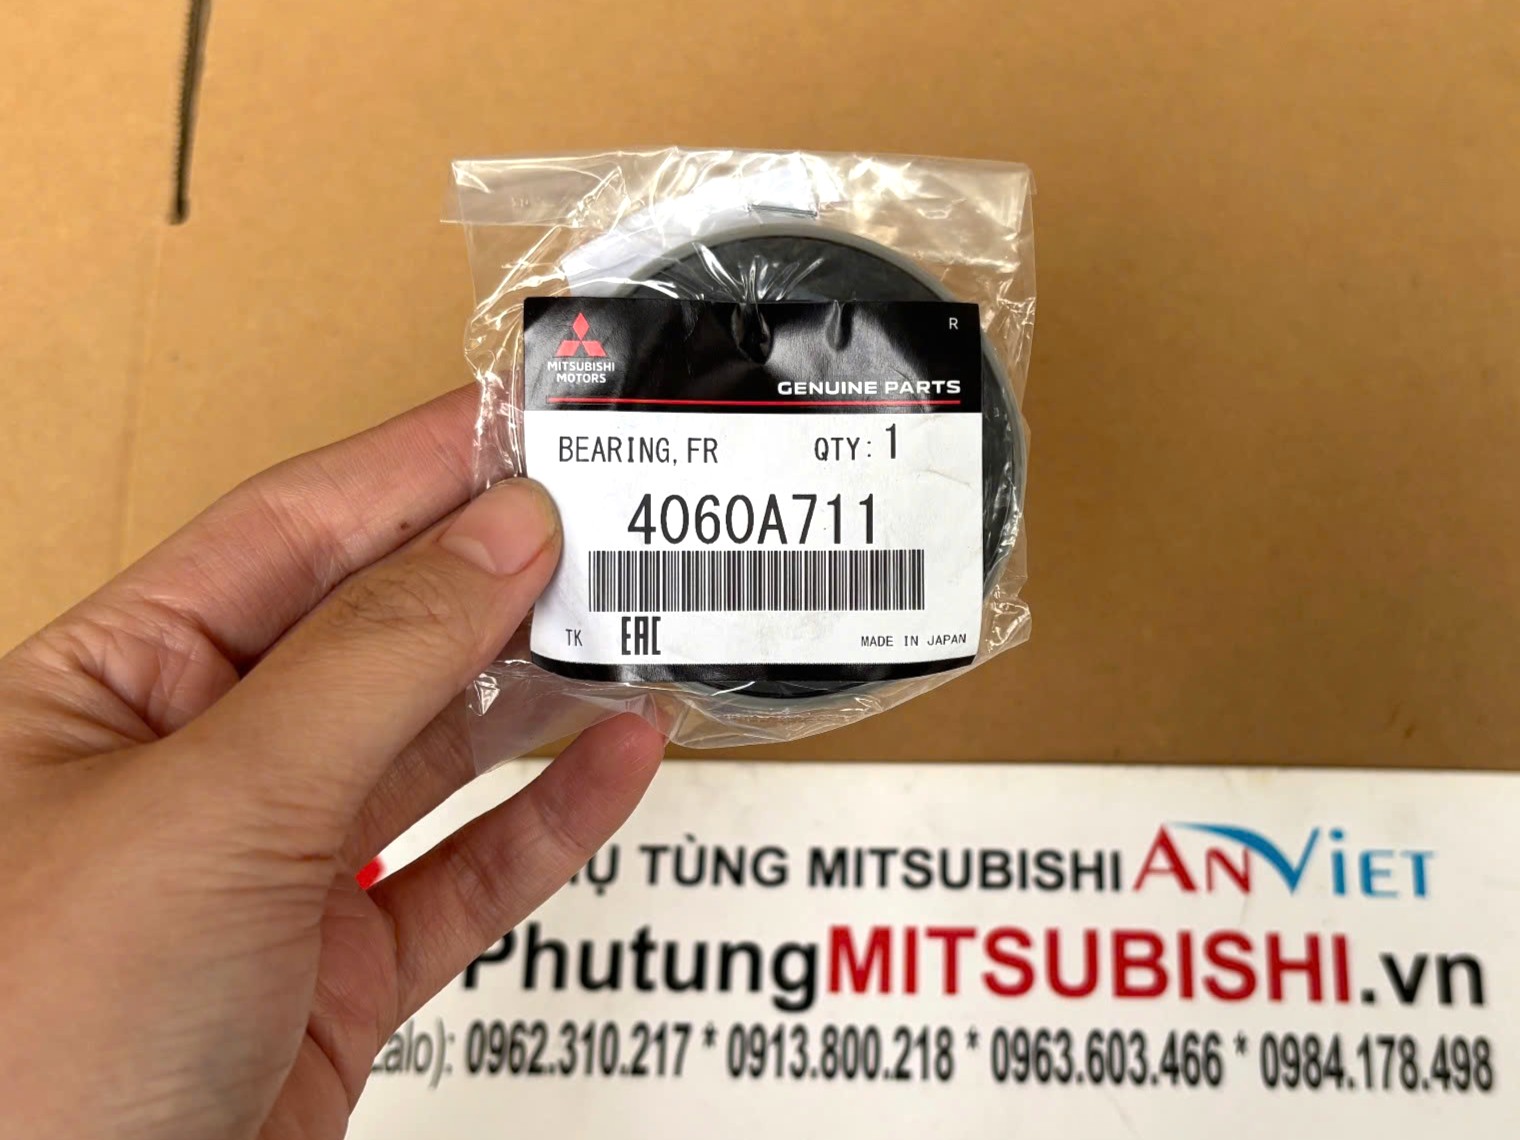 R
MITSUBISHI
MOTORS
GENUINE PARTS
BEARING, FR QTY: 1
4060A711
TK EAC MADE IN JAPAN
TÙNG MITSUBISHI ANVIET
PhutungMITSUBISHI.vn
0962.310.217 * 0913.800.218 * 0963.603.466 * 0984.178.498